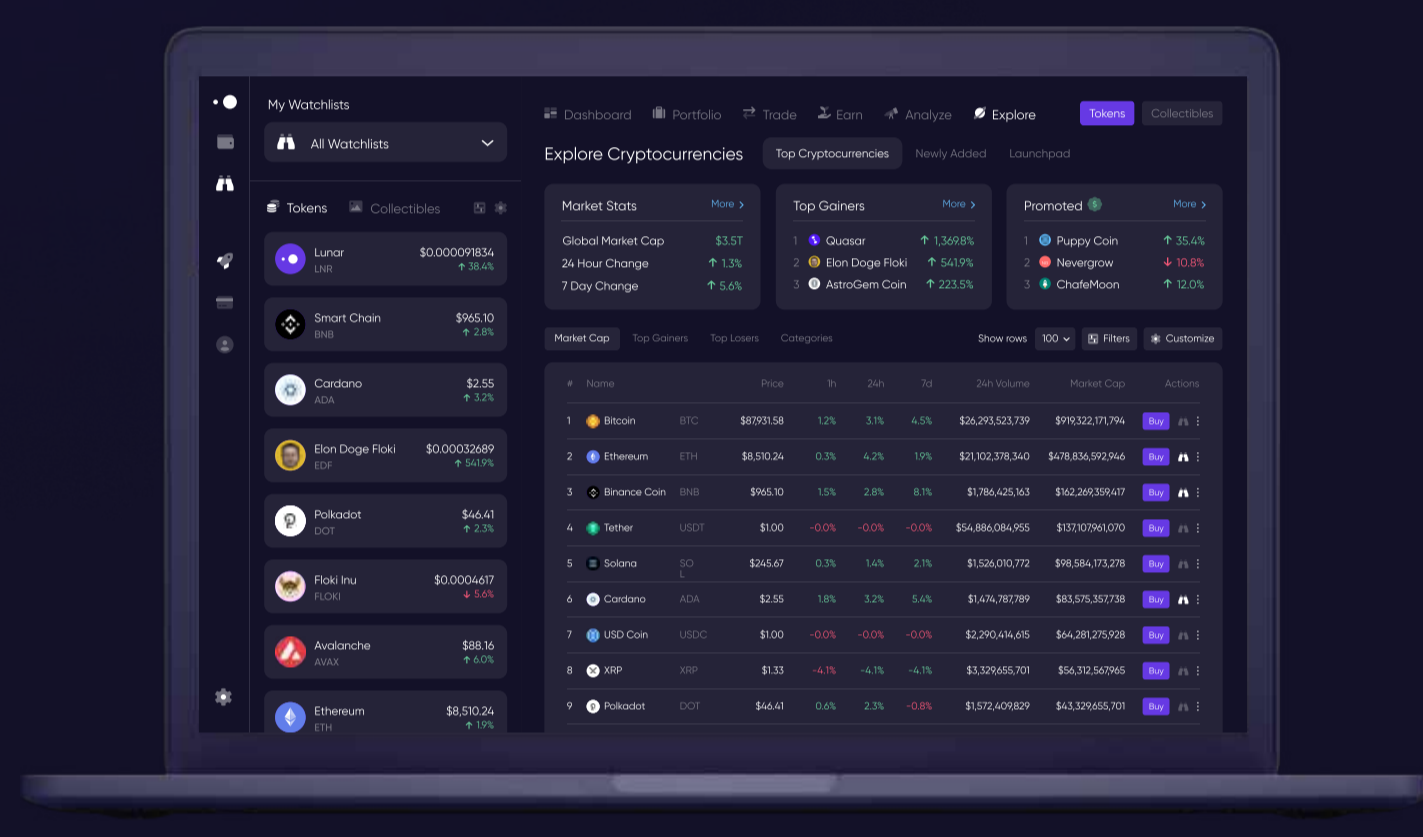 My Watchlists
All Watchlists
Tokens Collectibles
Lunar $0.000091834
LNR ↑ 38.4%
Smart Chain $965.10
BNB ↑ 2.8%
Cardano $2.55
ADA ↑ 3.2%
Elon Doge Floki $0.00032689
EDF ↑ 541.9%
Polkadot $46.41
DOT ↑ 2.3%
Floki Inu $0.0004617
FLOKI ↓ 5.6%
Avalanche $88.16
AVAX ↑ 6.0%
Ethereum $8,510.24
ETH ↑ 1.9%
Dashboard Portfolio Trade Earn Analyze Explore Tokens Collectibles
Explore Cryptocurrencies Top Cryptocurrencies Newly Added Launchpad
Market Stats More >
Global Market Cap $3.5T
24 Hour Change ↑ 1.3%
7 Day Change ↑ 5.6%
Top Gainers More >
1 Quasar ↑ 1,369.8%
2 Elon Doge Floki ↑ 541.9%
3 AstroGem Coin ↑ 223.5%
Promoted More >
1 Puppy Coin ↑ 35.4%
2 Nevergrow ↓ 10.8%
3 ChafeMoon ↑ 12.0%
Market Cap Top Gainers Top Losers Categories Show rows 100 Filters Customize
# Name Price 1h 24h 7d 24h Volume Market Cap Actions
1 Bitcoin BTC $87,931.58 1.2% 3.1% 4.5% $26,293,523,739 $919,322,171,794 Buy
2 Ethereum ETH $8,510.24 0.3% 4.2% 1.9% $21,102,378,340 $478,836,592,946 Buy
3 Binance Coin BNB $965.10 1.5% 2.8% 8.1% $1,786,425,163 $162,269,359,417 Buy
4 Tether USDT $1.00 -0.0% -0.0% -0.0% $54,886,084,955 $137,107,961,070 Buy
5 Solana SO $245.67 0.3% 1.4% 2.1% $1,526,010,772 $98,584,173,278 Buy
L
6 Cardano ADA $2.55 1.8% 3.2% 5.4% $1,474,787,789 $83,575,357,738 Buy
7 USD Coin USDC $1.00 -0.0% -0.0% -0.0% $2,290,414,615 $64,281,275,928 Buy
8 XRP XRP $1.33 -4.1% -4.1% -4.1% $3,329,655,701 $56,312,567,965 Buy
9 Polkadot DOT $46.41 0.6% 2.3% -0.8% $1,572,409,829 $43,329,655,701 Buy